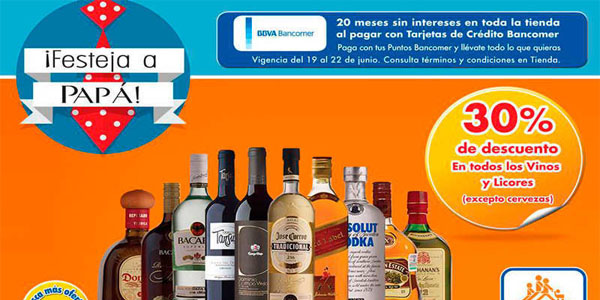 ¡Festeja a
PAPÁ!
BBVA Bancomer
20 meses sin intereses en toda la tienda
al pagar con Tarjetas de Crédito Bancomer
Paga con tus Puntos Bancomer y llévate todo lo que quieras
Vigencia del 19 al 22 de junio. Consulta términos y condiciones en Tienda.
30%
de descuento
En todos los Vinos
y Licores
(excepto cervezas)
Jose Cuervo
TRADICIONAL
ABSOLUT
VODKA